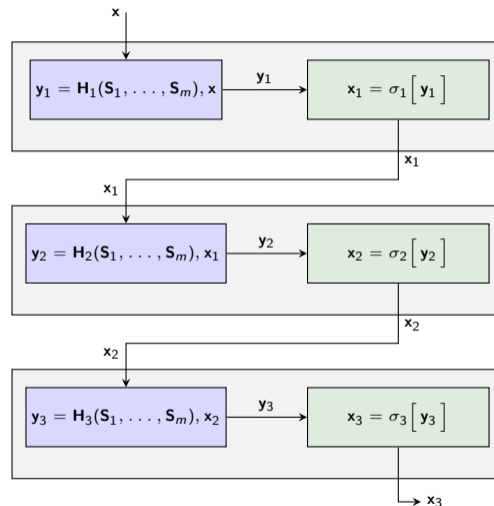 x
y₁ = H₁(S₁, . . . , Sₘ), x
y₁
x₁ = σ₁[ y₁ ]
x₁
x₁
y₂ = H₂(S₁, . . . , Sₘ), x₁
y₂
x₂ = σ₂[ y₂ ]
x₂
x₂
y₃ = H₃(S₁, . . . , Sₘ), x₂
y₃
x₃ = σ₃[ y₃ ]
x₃